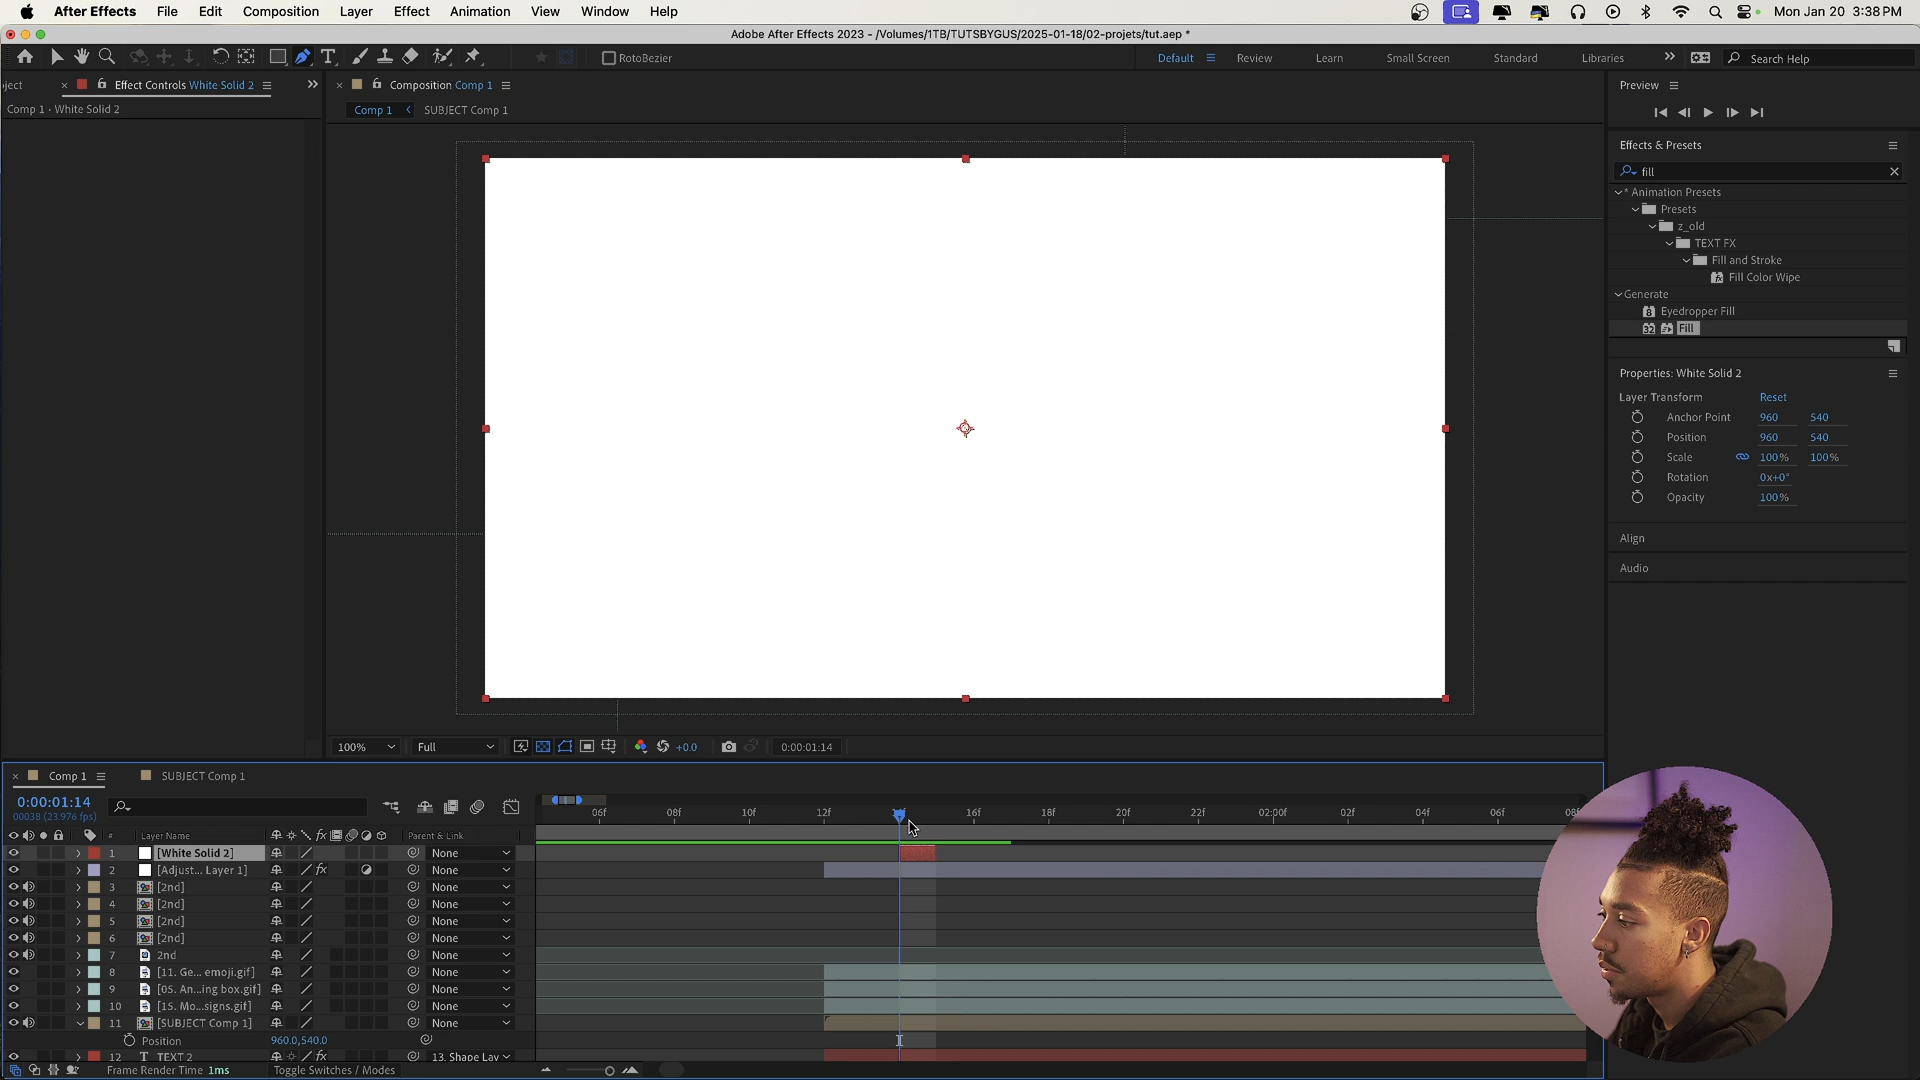 After Effects File Edit Composition Layer Effect Animation View Window Help Mon Jan 20 3:38 PM
Adobe After Effects 2023 - /Volumes/1TB/TUTSBYGUS/2025-01-18/02-projets/tut.aep *
RotoBezier Default Review Learn Small Screen Standard Libraries Search Help
ject Effect Controls White Solid 2 Composition Comp 1 Preview
Comp 1 • White Solid 2 Comp 1 SUBJECT Comp 1
Effects & Presets
fill
* Animation Presets
Presets
z_old
TEXT FX
Fill and Stroke
Fill Color Wipe
Generate
Eyedropper Fill
Fill
Properties: White Solid 2
Layer Transform Reset
Anchor Point 960 540
Position 960 540
Scale 100% 100%
Rotation 0x+0°
Opacity 100%
Align
Audio
100% Full +0.0 0:00:01:14
Comp 1 SUBJECT Comp 1
0:00:01:14
00038 (23.976 fps)
06f 08f 10f 12f 16f 18f 20f 22f 02:00f 02f 04f 06f 08f
# Layer Name fx Parent & Link
1 [White Solid 2] None
2 [Adjust... Layer 1] fx None
3 [2nd] None
4 [2nd] None
5 [2nd] None
6 [2nd] None
7 2nd None
8 [11. Ge... emoji.gif] None
9 [05. An...ing box.gif] None
10 [15. Mo...signs.gif] None
11 [SUBJECT Comp 1] None
Position 960.0,540.0
12 T TEXT 2 fx 13. Shape Lay
Frame Render Time 1ms Toggle Switches / Modes